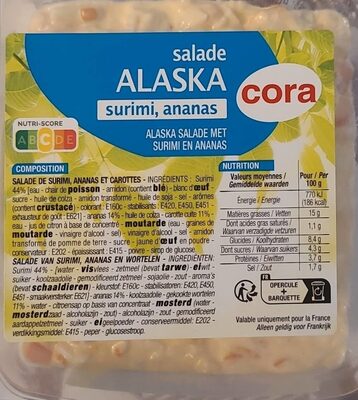 salade
ALASKA
surimi, ananas
cora
ALASKA SALADE MET
SURIMI EN ANANAS
NUTRI-SCORE
A B C D E
COMPOSITION
SALADE DE SURIMI, ANANAS ET CAROTTES - INGRÉDIENTS : Surimi
44% [eau - chair de poisson - amidon (contient blé) - blanc d'œuf -
sucre - huile de colza - amidon transformé - huile de soja - sel - arômes
(contient crustacé) - colorant : E160c - stabilisants : E420, E450, E451 -
exhausteur de goût : E621] - ananas 14% - huile de colza - carotte cuite 11% -
eau - jus de citron à base de concentré - moutarde (eau - graines de
moutarde - vinaigre d'alcool - sel) - vinaigre d'alcool - sel - amidon
transformé de pomme de terre - sucre - jaune d'œuf en poudre -
conservateur : E202 - épaississant : E415 - poivre - sirop de glucose.
SALADE VAN SURIMI, ANANAS EN WORTELEN - INGREDIËNTEN:
Surimi 44% - [water - visvlees - zetmeel (bevat tarwe) - eiwit -
suiker - koolzaadolie - gemodificeerd zetmeel - sojaolie - zout - aroma's
(bevat schaaldieren) - kleurstof: E160c - stabilisatoren: E420, E450,
E451 - smaakversterker: E621] - ananas 14% - koolzaadolie - gekookte wortelen
11% - water - citroensap op basis van concentraat - mosterd (water -
mosterdzaad - alcoholazijn - zout) - alcoholazijn - zout - gemodificeerd
aardappelzetmeel - suiker - eigeelpoeder - conserveermiddel: E202 -
verdikkingsmiddel: E415 - peper - glucosestroop.
NUTRITION
Valeurs moyennes / Gemiddelde waarden
Pour / Per 100 g
Énergie / Energie 770 kJ (186 kcal)
Matières grasses / Vetten 15 g
Dont acides gras saturés / Waarvan verzadigde vetzuren 1,1 g
Glucides / Koolhydraten 8,4 g
Dont sucres / Waarvan suikers 4,3 g
Protéines / Eiwitten 3,7 g
Sel / Zout 1,7 g
OPERCULE +
BARQUETTE
Valable uniquement pour la France
Alleen geldig voor Frankrijk